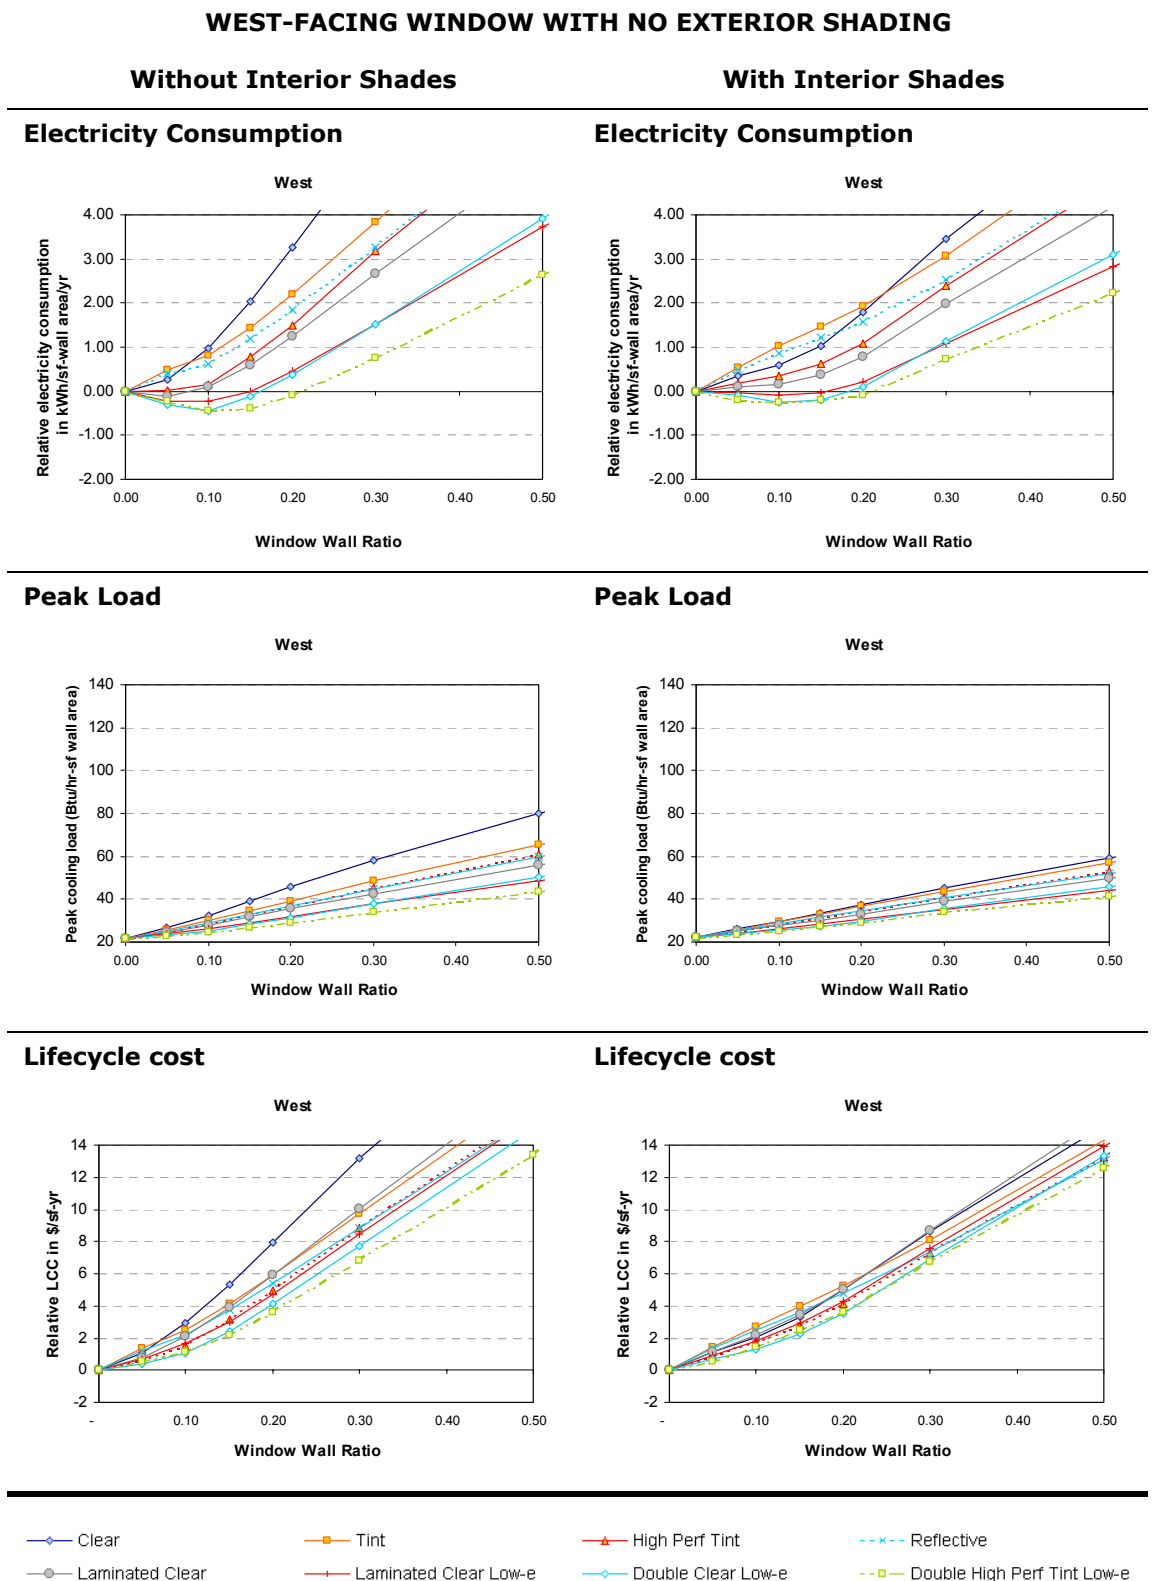 WEST-FACING WINDOW WITH NO EXTERIOR SHADING
Without Interior Shades
With Interior Shades
Electricity Consumption
Electricity Consumption
West
Relative electricity consumption
in kWh/sf-wall area/yr
4.00
3.00
2.00
1.00
0.00
-1.00
-2.00
0.00 0.10 0.20 0.30 0.40 0.50
Window Wall Ratio
West
Relative electricity consumption
in kWh/sf-wall area/yr
4.00
3.00
2.00
1.00
0.00
-1.00
-2.00
0.00 0.10 0.20 0.30 0.40 0.50
Window Wall Ratio
Peak Load
Peak Load
West
Peak cooling load (Btu/hr-sf wall area)
140
120
100
80
60
40
20
0.00 0.10 0.20 0.30 0.40 0.50
Window Wall Ratio
West
Peak cooling load (Btu/hr-sf wall area)
140
120
100
80
60
40
20
0.00 0.10 0.20 0.30 0.40 0.50
Window Wall Ratio
Lifecycle cost
Lifecycle cost
West
Relative LCC in $/sf-yr
14
12
10
8
6
4
2
0
-2
- 0.10 0.20 0.30 0.40 0.50
Window Wall Ratio
West
Relative LCC in $/sf-yr
14
12
10
8
6
4
2
0
-2
- 0.10 0.20 0.30 0.40 0.50
Window Wall Ratio
Clear Tint High Perf Tint Reflective
Laminated Clear Laminated Clear Low-e Double Clear Low-e Double High Perf Tint Low-e